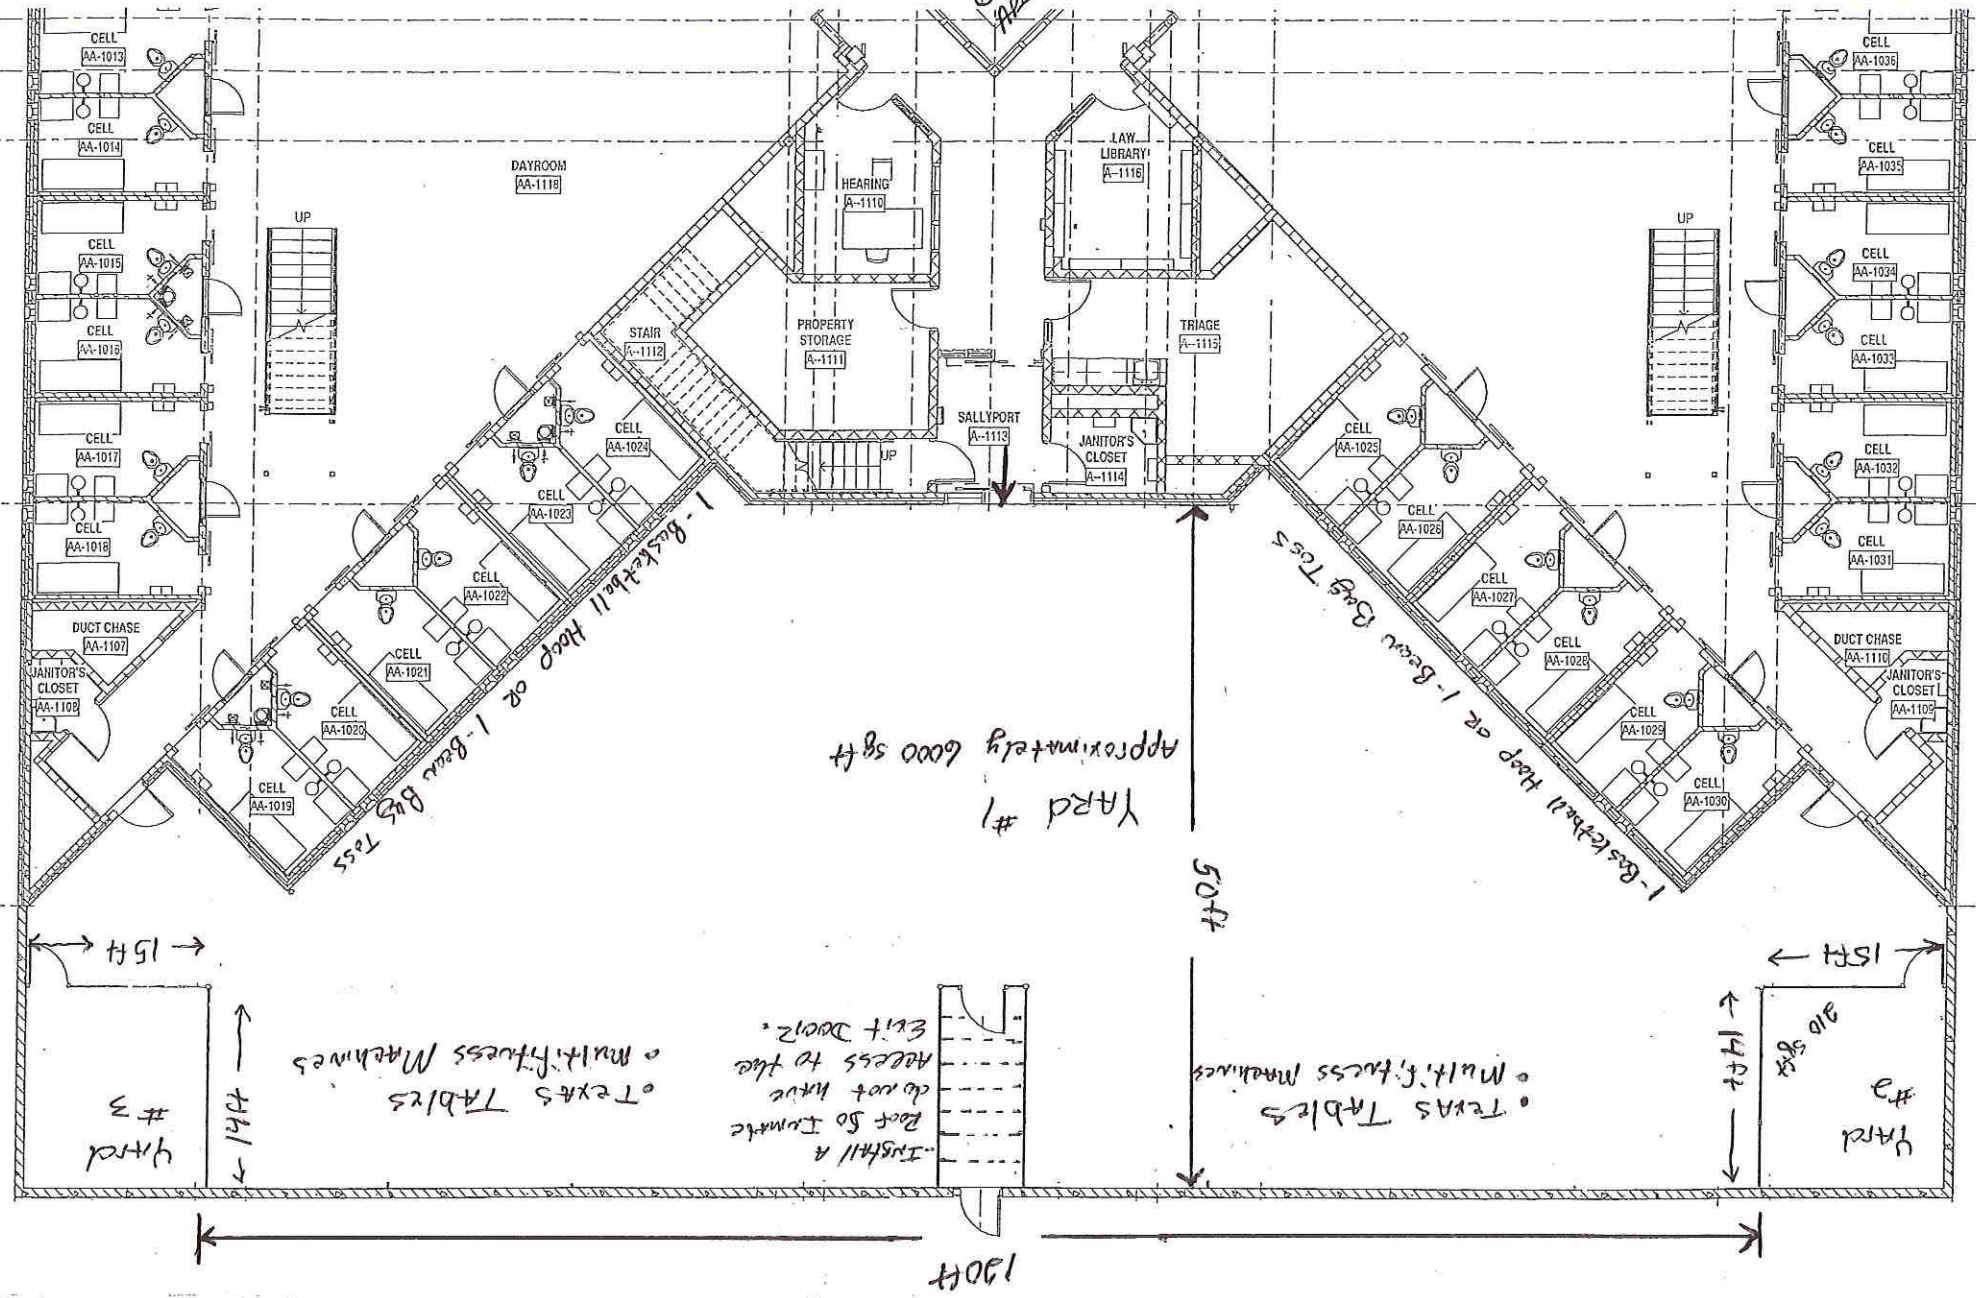 CELL
AA-1013
CELL
AA-1014
CELL
AA-1015
CELL
AA-1016
CELL
AA-1017
CELL
AA-1018
DUCT CHASE
AA-1107
JANITOR'S
CLOSET
AA-1108
UP
DAYROOM
AA-1118
HEARING
A--1110
LAW
LIBRARY
A--1116
STAIR
A--1112
PROPERTY
STORAGE
A--1111
TRIAGE
A--1115
SALLYPORT
A--1113
JANITOR'S
CLOSET
A--1114
UP
UP
CELL
AA-1036
CELL
AA-1035
CELL
AA-1034
CELL
AA-1033
CELL
AA-1032
CELL
AA-1031
DUCT CHASE
AA-1110
JANITOR'S
CLOSET
AA-1109
CELL
AA-1024
CELL
AA-1023
CELL
AA-1022
CELL
AA-1021
CELL
AA-1020
CELL
AA-1019
CELL
AA-1025
CELL
AA-1026
CELL
AA-1027
CELL
AA-1028
CELL
AA-1029
CELL
AA-1030
1-Basketball Hoop OR 1-Bean Bag Toss
1-Basketball Hoop OR 1-Bean Bag Toss
YARd #1
Approximately 6000 sqft
50ft
15ft
15ft
14ft
14ft
YArd
#3
YArd
#2
210 sqft
• TEXAS TABLES
• Multifitness Machines
• TEXAS TABLES
• Multifitness Machines
-Install A
Roof So Inmate
do not have
Access to the
Exit Door.
120ft